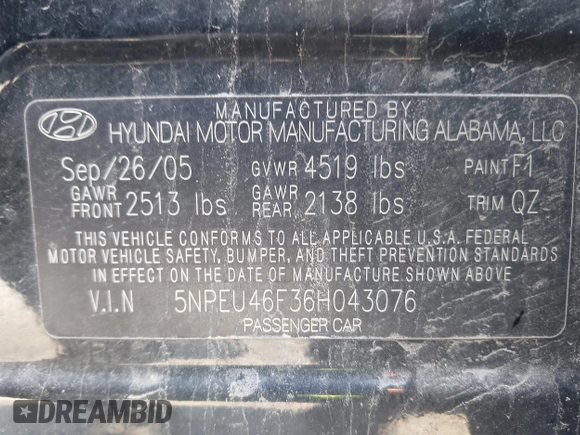 MANUFACTURED BY
HYUNDAI MOTOR MANUFACTURING ALABAMA, LLC
Sep/26/05 GVWR 4519 lbs PAINT F1
GAWR FRONT 2513 lbs GAWR REAR 2138 lbs TRIM QZ
THIS VEHICLE CONFORMS TO ALL APPLICABLE U.S.A. FEDERAL
MOTOR VEHICLE SAFETY, BUMPER, AND THEFT PREVENTION STANDARDS
IN EFFECT ON THE DATE OF MANUFACTURE.SHOWN ABOVE
V.I.N 5NPEU46F36H043076
PASSENGER CAR
DREAMBID